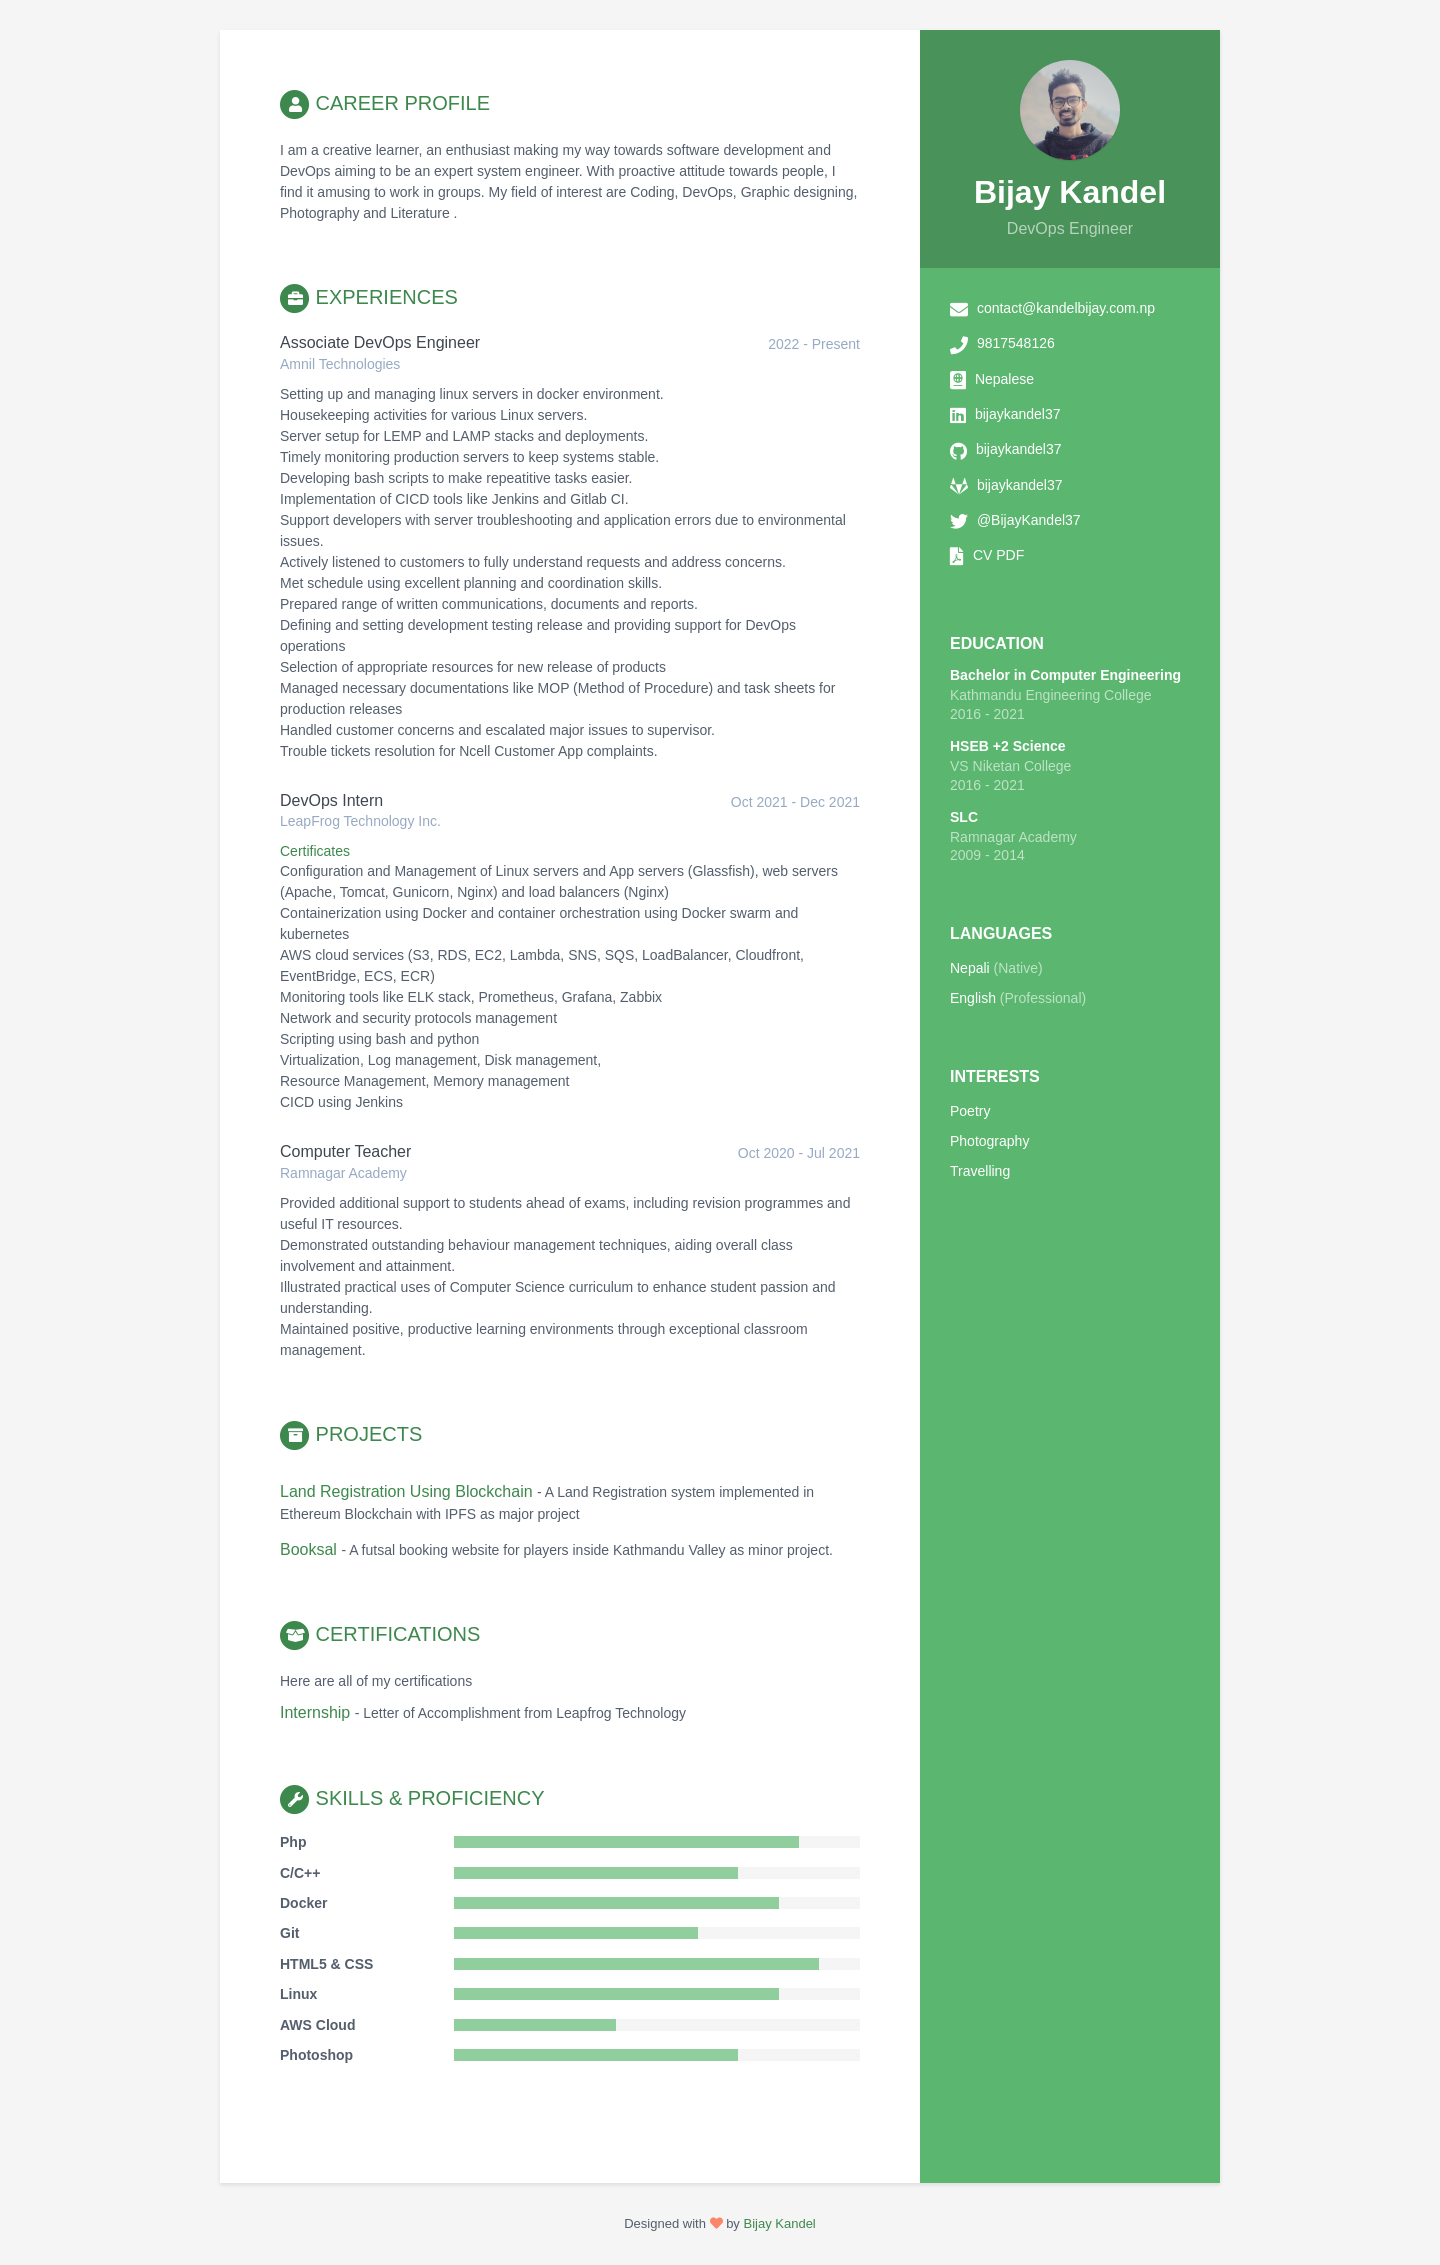 CAREER PROFILE
I am a creative learner, an enthusiast making my way towards software development and
DevOps aiming to be an expert system engineer. With proactive attitude towards people, I
find it amusing to work in groups. My field of interest are Coding, DevOps, Graphic designing,
Photography and Literature .
EXPERIENCES
Associate DevOps Engineer
2022 - Present
Amnil Technologies
Setting up and managing linux servers in docker environment.
Housekeeping activities for various Linux servers.
Server setup for LEMP and LAMP stacks and deployments.
Timely monitoring production servers to keep systems stable.
Developing bash scripts to make repeatitive tasks easier.
Implementation of CICD tools like Jenkins and Gitlab CI.
Support developers with server troubleshooting and application errors due to environmental
issues.
Actively listened to customers to fully understand requests and address concerns.
Met schedule using excellent planning and coordination skills.
Prepared range of written communications, documents and reports.
Defining and setting development testing release and providing support for DevOps
operations
Selection of appropriate resources for new release of products
Managed necessary documentations like MOP (Method of Procedure) and task sheets for
production releases
Handled customer concerns and escalated major issues to supervisor.
Trouble tickets resolution for Ncell Customer App complaints.
DevOps Intern
Oct 2021 - Dec 2021
LeapFrog Technology Inc.
Certificates
Configuration and Management of Linux servers and App servers (Glassfish), web servers
(Apache, Tomcat, Gunicorn, Nginx) and load balancers (Nginx)
Containerization using Docker and container orchestration using Docker swarm and
kubernetes
AWS cloud services (S3, RDS, EC2, Lambda, SNS, SQS, LoadBalancer, Cloudfront,
EventBridge, ECS, ECR)
Monitoring tools like ELK stack, Prometheus, Grafana, Zabbix
Network and security protocols management
Scripting using bash and python
Virtualization, Log management, Disk management,
Resource Management, Memory management
CICD using Jenkins
Computer Teacher
Oct 2020 - Jul 2021
Ramnagar Academy
Provided additional support to students ahead of exams, including revision programmes and
useful IT resources.
Demonstrated outstanding behaviour management techniques, aiding overall class
involvement and attainment.
Illustrated practical uses of Computer Science curriculum to enhance student passion and
understanding.
Maintained positive, productive learning environments through exceptional classroom
management.
PROJECTS
Land Registration Using Blockchain - A Land Registration system implemented in
Ethereum Blockchain with IPFS as major project
Booksal - A futsal booking website for players inside Kathmandu Valley as minor project.
CERTIFICATIONS
Here are all of my certifications
Internship - Letter of Accomplishment from Leapfrog Technology
SKILLS & PROFICIENCY
Php
C/C++
Docker
Git
HTML5 & CSS
Linux
AWS Cloud
Photoshop
Bijay Kandel
DevOps Engineer
contact@kandelbijay.com.np
9817548126
Nepalese
bijaykandel37
bijaykandel37
bijaykandel37
@BijayKandel37
CV PDF
EDUCATION
Bachelor in Computer Engineering
Kathmandu Engineering College
2016 - 2021
HSEB +2 Science
VS Niketan College
2016 - 2021
SLC
Ramnagar Academy
2009 - 2014
LANGUAGES
Nepali (Native)
English (Professional)
INTERESTS
Poetry
Photography
Travelling
Designed with by Bijay Kandel